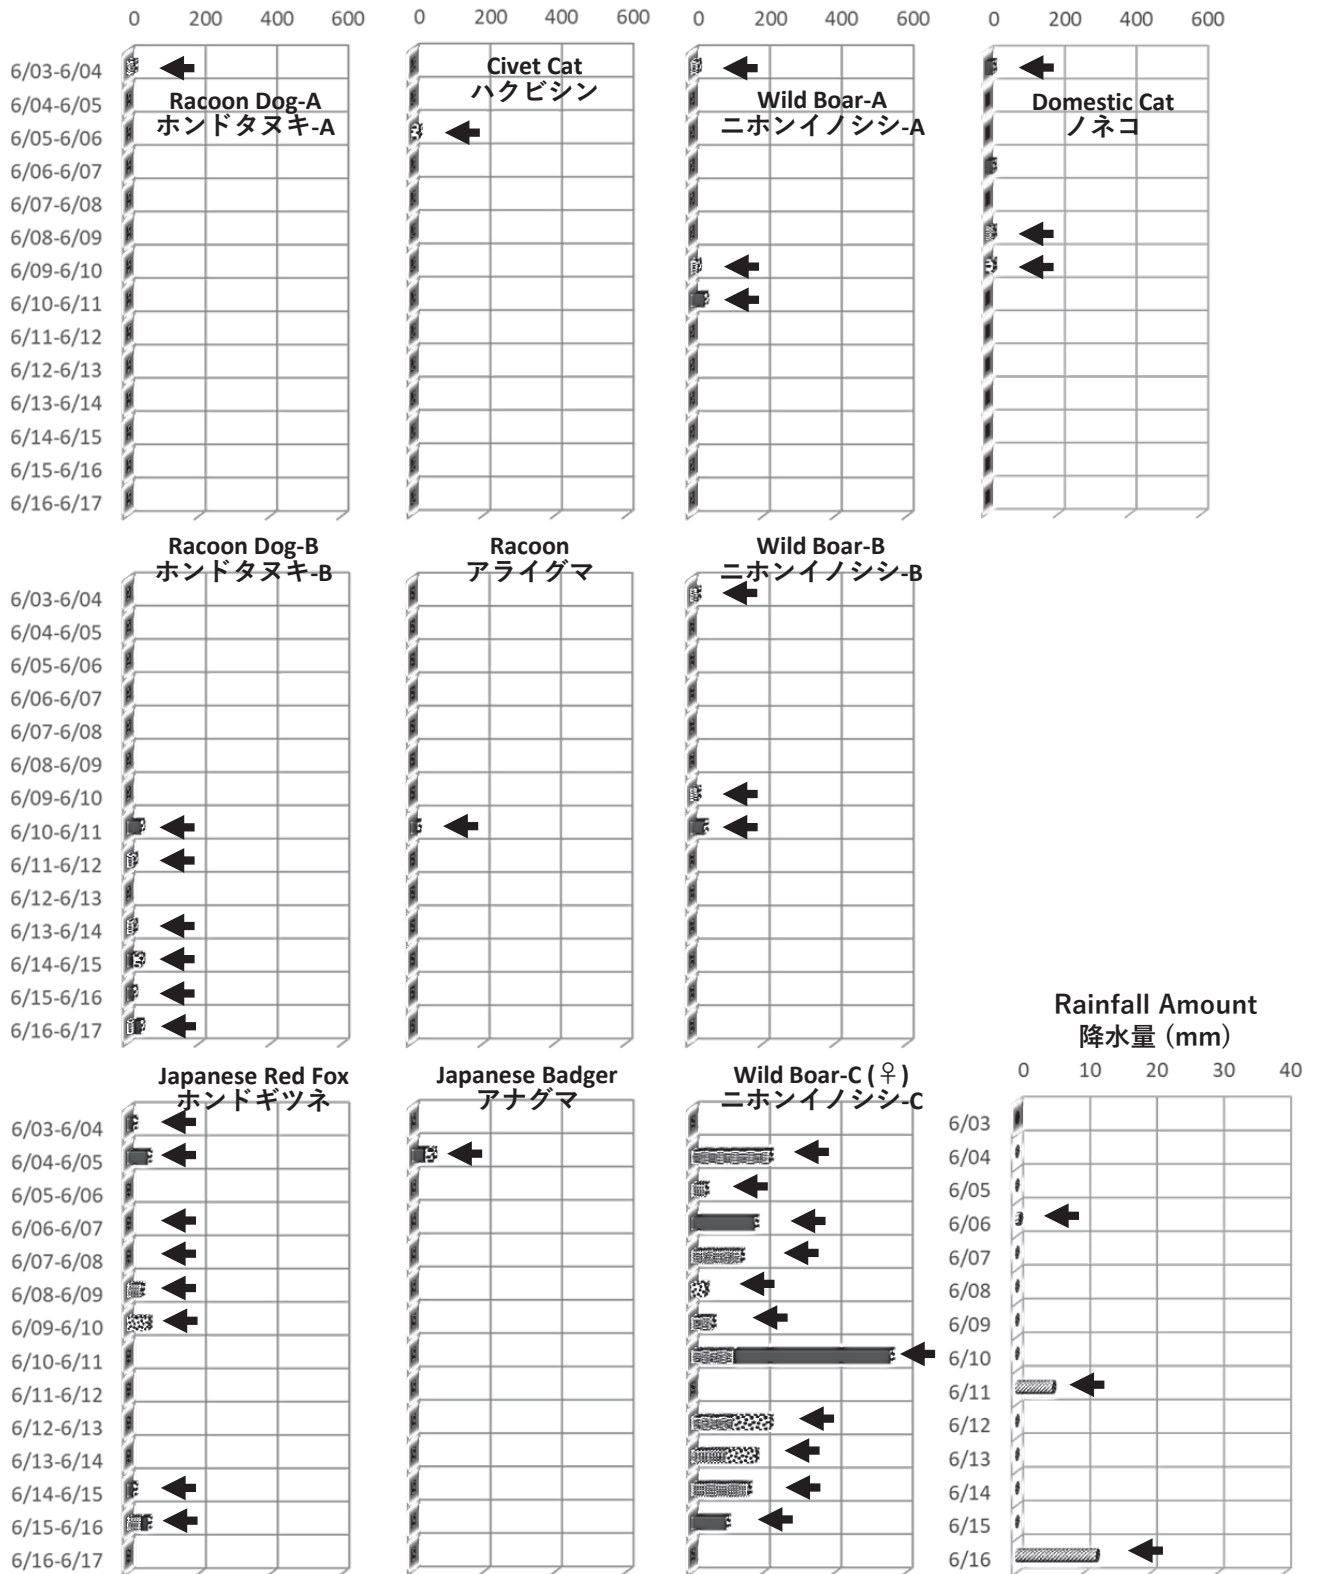 0 200 400 600 0 200 400 600 0 200 400 600 0 200 400 600
6/03-6/04
6/04-6/05
6/05-6/06
6/06-6/07
6/07-6/08
6/08-6/09
6/09-6/10
6/10-6/11
6/11-6/12
6/12-6/13
6/13-6/14
6/14-6/15
6/15-6/16
6/16-6/17
Racoon Dog-A
ホンドタヌキ-A
Civet Cat
ハクビシン
Wild Boar-A
ニホンイノシシ-A
Domestic Cat
ノネコ
6/03-6/04
6/04-6/05
6/05-6/06
6/06-6/07
6/07-6/08
6/08-6/09
6/09-6/10
6/10-6/11
6/11-6/12
6/12-6/13
6/13-6/14
6/14-6/15
6/15-6/16
6/16-6/17
Racoon Dog-B
ホンドタヌキ-B
Racoon
アライグマ
Wild Boar-B
ニホンイノシシ-B
6/03-6/04
6/04-6/05
6/05-6/06
6/06-6/07
6/07-6/08
6/08-6/09
6/09-6/10
6/10-6/11
6/11-6/12
6/12-6/13
6/13-6/14
6/14-6/15
6/15-6/16
6/16-6/17
Japanese Red Fox
ホンドギツネ
Japanese Badger
アナグマ
Wild Boar-C (♀)
ニホンイノシシ-C
Rainfall Amount
降水量 (mm)
0 10 20 30 40
6/03
6/04
6/05
6/06
6/07
6/08
6/09
6/10
6/11
6/12
6/13
6/14
6/15
6/16